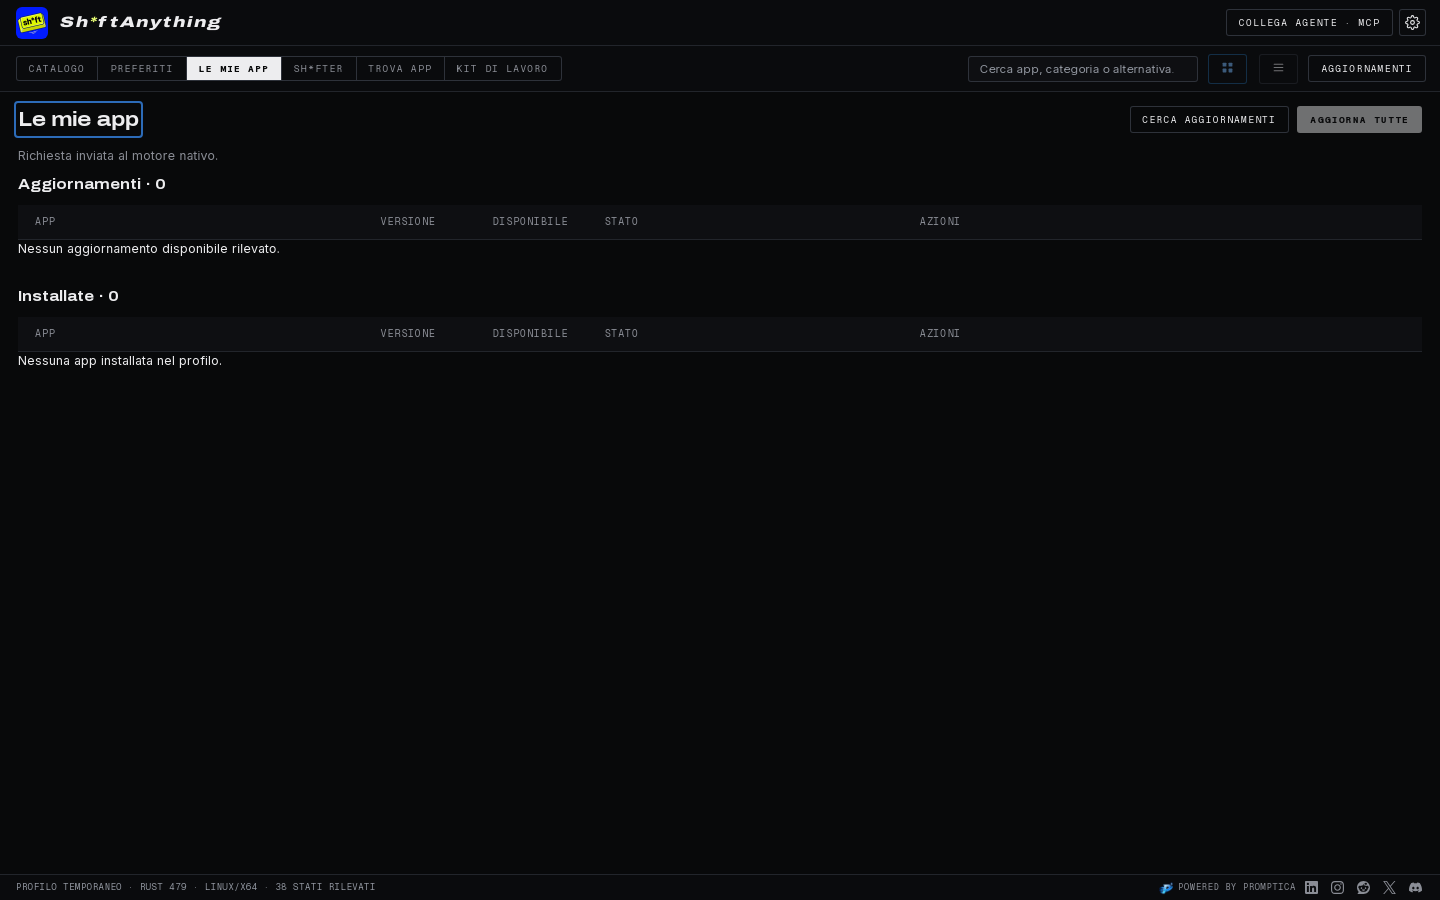 sh*ft
Sh*ftAnything
COLLEGA AGENTE · MCP
CATALOGO
PREFERITI
LE MIE APP
SH*FTER
TROVA APP
KIT DI LAVORO
Cerca app, categoria o alternativa.
AGGIORNAMENTI
Le mie app
CERCA AGGIORNAMENTI
AGGIORNA TUTTE
Richiesta inviata al motore nativo.
Aggiornamenti · 0
APP VERSIONE DISPONIBILE STATO AZIONI
Nessun aggiornamento disponibile rilevato.
Installate · 0
APP VERSIONE DISPONIBILE STATO AZIONI
Nessuna app installata nel profilo.
PROFILO TEMPORANEO · RUST 479 · LINUX/X64 · 38 STATI RILEVATI
POWERED BY PROMPTICA